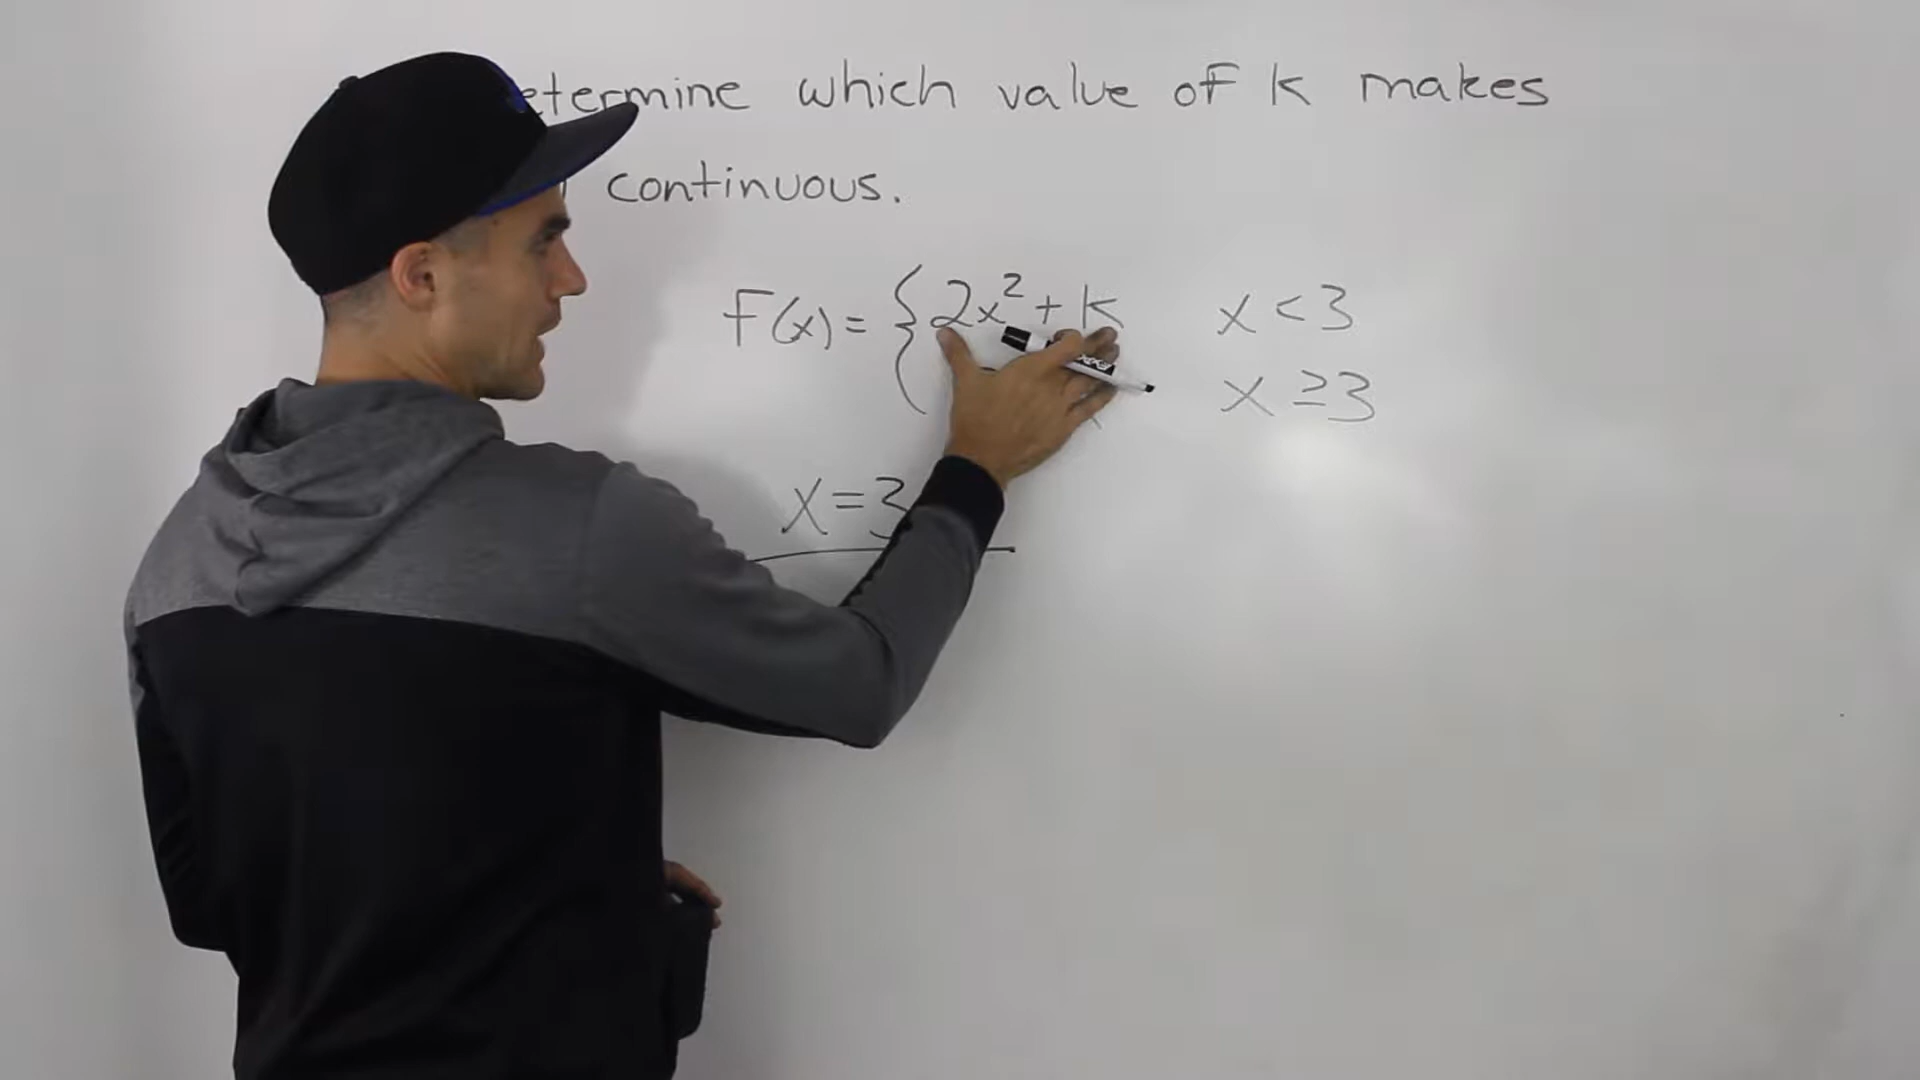 etermine which value of k makes
continuous.
F(x) = { 2x² + k x < 3
x ≥ 3
x = 3